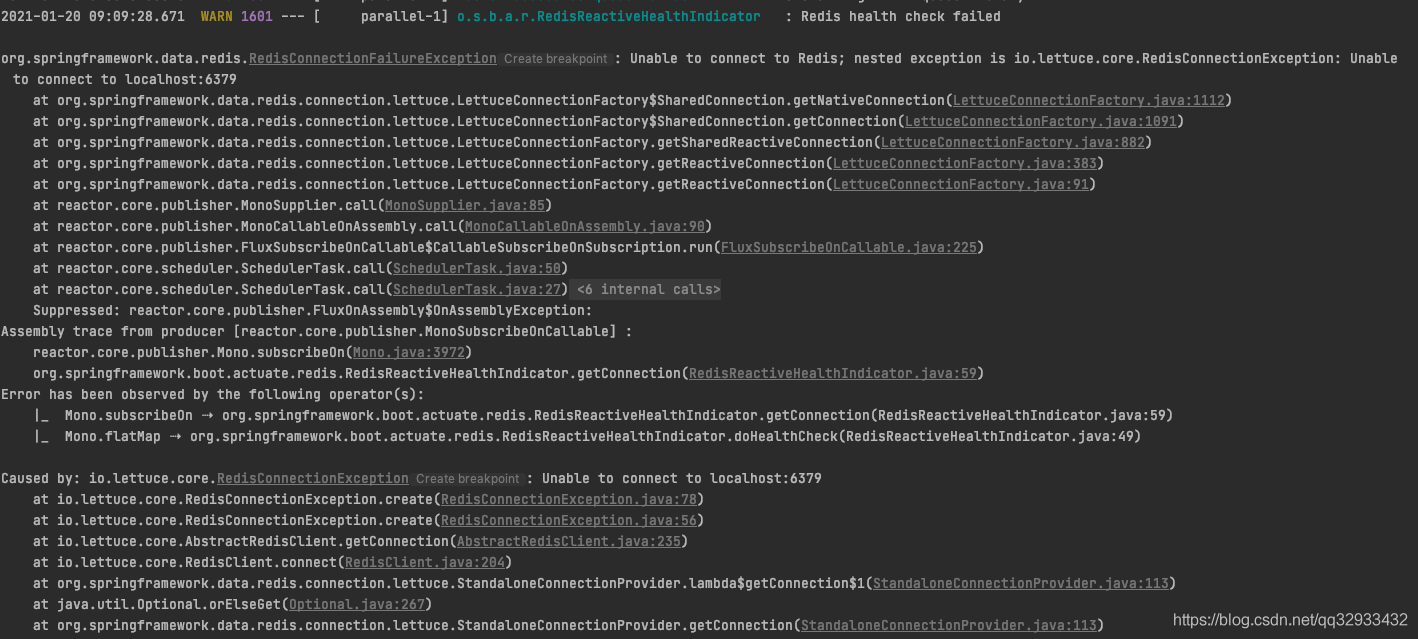 2021-01-20 09:09:28.671  WARN 1601 --- [     parallel-1] o.s.b.a.r.RedisReactiveHealthIndicator   : Redis health check failed
org.springframework.data.redis.RedisConnectionFailureException Create breakpoint : Unable to connect to Redis; nested exception is io.lettuce.core.RedisConnectionException: Unable
to connect to localhost:6379
at org.springframework.data.redis.connection.lettuce.LettuceConnectionFactory$SharedConnection.getNativeConnection(LettuceConnectionFactory.java:1112)
at org.springframework.data.redis.connection.lettuce.LettuceConnectionFactory$SharedConnection.getConnection(LettuceConnectionFactory.java:1091)
at org.springframework.data.redis.connection.lettuce.LettuceConnectionFactory.getSharedReactiveConnection(LettuceConnectionFactory.java:882)
at org.springframework.data.redis.connection.lettuce.LettuceConnectionFactory.getReactiveConnection(LettuceConnectionFactory.java:383)
at org.springframework.data.redis.connection.lettuce.LettuceConnectionFactory.getReactiveConnection(LettuceConnectionFactory.java:91)
at reactor.core.publisher.MonoSupplier.call(MonoSupplier.java:85)
at reactor.core.publisher.MonoCallableOnAssembly.call(MonoCallableOnAssembly.java:90)
at reactor.core.publisher.FluxSubscribeOnCallable$CallableSubscribeOnSubscription.run(FluxSubscribeOnCallable.java:225)
at reactor.core.scheduler.SchedulerTask.call(SchedulerTask.java:50)
at reactor.core.scheduler.SchedulerTask.call(SchedulerTask.java:27) <6 internal calls>
Suppressed: reactor.core.publisher.FluxOnAssembly$OnAssemblyException:
Assembly trace from producer [reactor.core.publisher.MonoSubscribeOnCallable] :
reactor.core.publisher.Mono.subscribeOn(Mono.java:3972)
org.springframework.boot.actuate.redis.RedisReactiveHealthIndicator.getConnection(RedisReactiveHealthIndicator.java:59)
Error has been observed by the following operator(s):
|_  Mono.subscribeOn ⇢ org.springframework.boot.actuate.redis.RedisReactiveHealthIndicator.getConnection(RedisReactiveHealthIndicator.java:59)
|_  Mono.flatMap ⇢ org.springframework.boot.actuate.redis.RedisReactiveHealthIndicator.doHealthCheck(RedisReactiveHealthIndicator.java:49)
Caused by: io.lettuce.core.RedisConnectionException Create breakpoint : Unable to connect to localhost:6379
at io.lettuce.core.RedisConnectionException.create(RedisConnectionException.java:78)
at io.lettuce.core.RedisConnectionException.create(RedisConnectionException.java:56)
at io.lettuce.core.AbstractRedisClient.getConnection(AbstractRedisClient.java:235)
at io.lettuce.core.RedisClient.connect(RedisClient.java:204)
at org.springframework.data.redis.connection.lettuce.StandaloneConnectionProvider.lambda$getConnection$1(StandaloneConnectionProvider.java:113)
at java.util.Optional.orElseGet(Optional.java:267)
at org.springframework.data.redis.connection.lettuce.StandaloneConnectionProvider.getConnection(StandaloneConnectionProvider.java:113)
https://blog.csdn.net/qq32933432